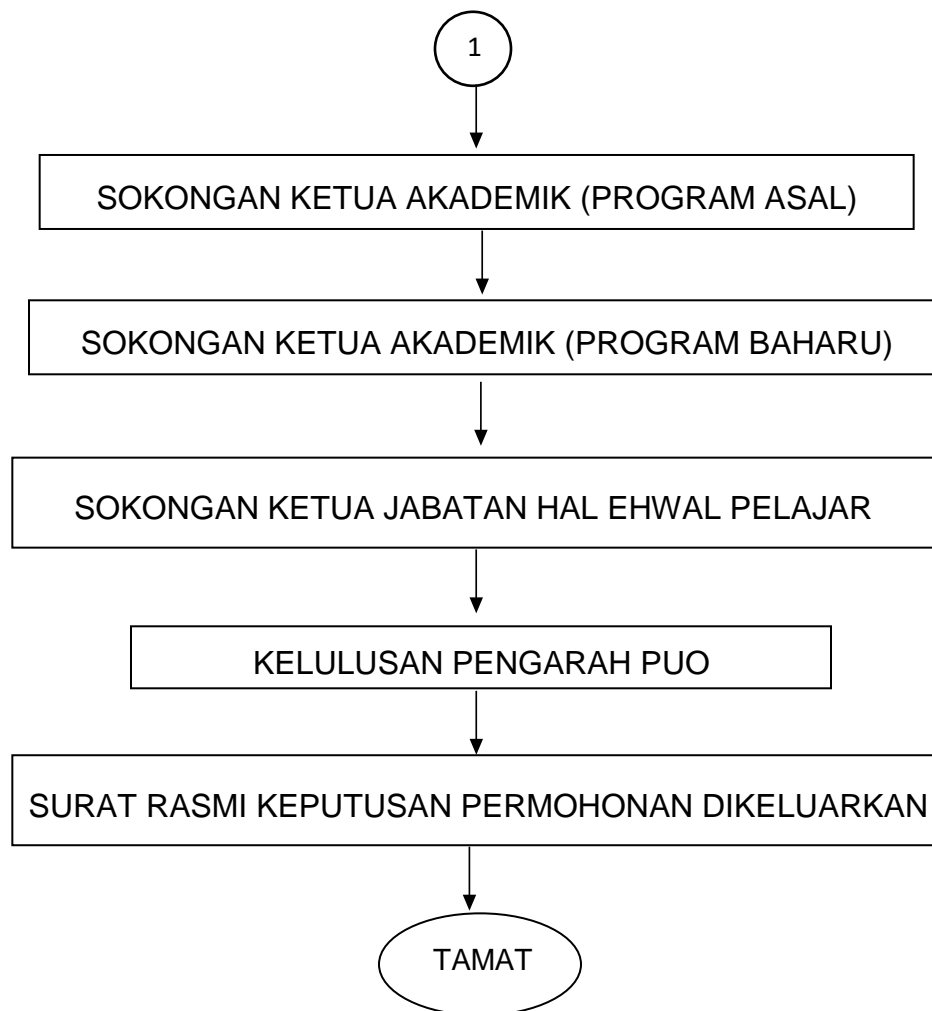 1
SOKONGAN KETUA AKADEMIK (PROGRAM ASAL)
SOKONGAN KETUA AKADEMIK (PROGRAM BAHARU)
SOKONGAN KETUA JABATAN HAL EHWAL PELAJAR
KELULUSAN PENGARAH PUO
SURAT RASMI KEPUTUSAN PERMOHONAN DIKELUARKAN
TAMAT